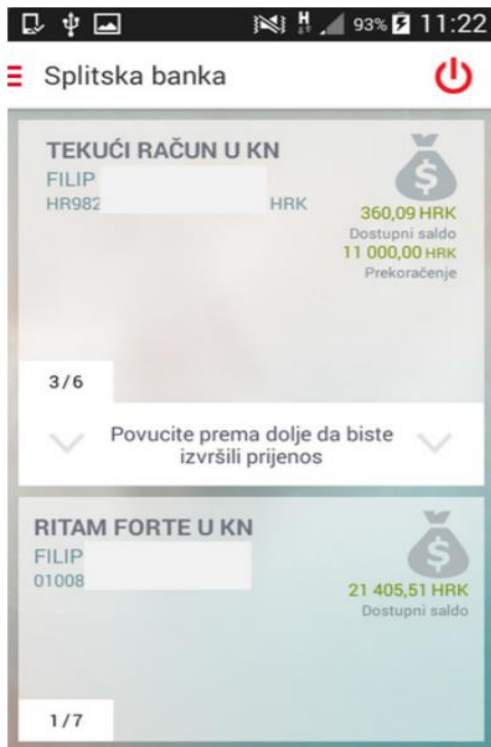 93% 11:22
Splitska banka
TEKUĆI RAČUN U KN
FILIP
HR982 HRK
360,09 HRK
Dostupni saldo
11 000,00 HRK
Prekoračenje
3/6
Povucite prema dolje da biste
izvršili prijenos
RITAM FORTE U KN
FILIP
01008
21 405,51 HRK
Dostupni saldo
1/7